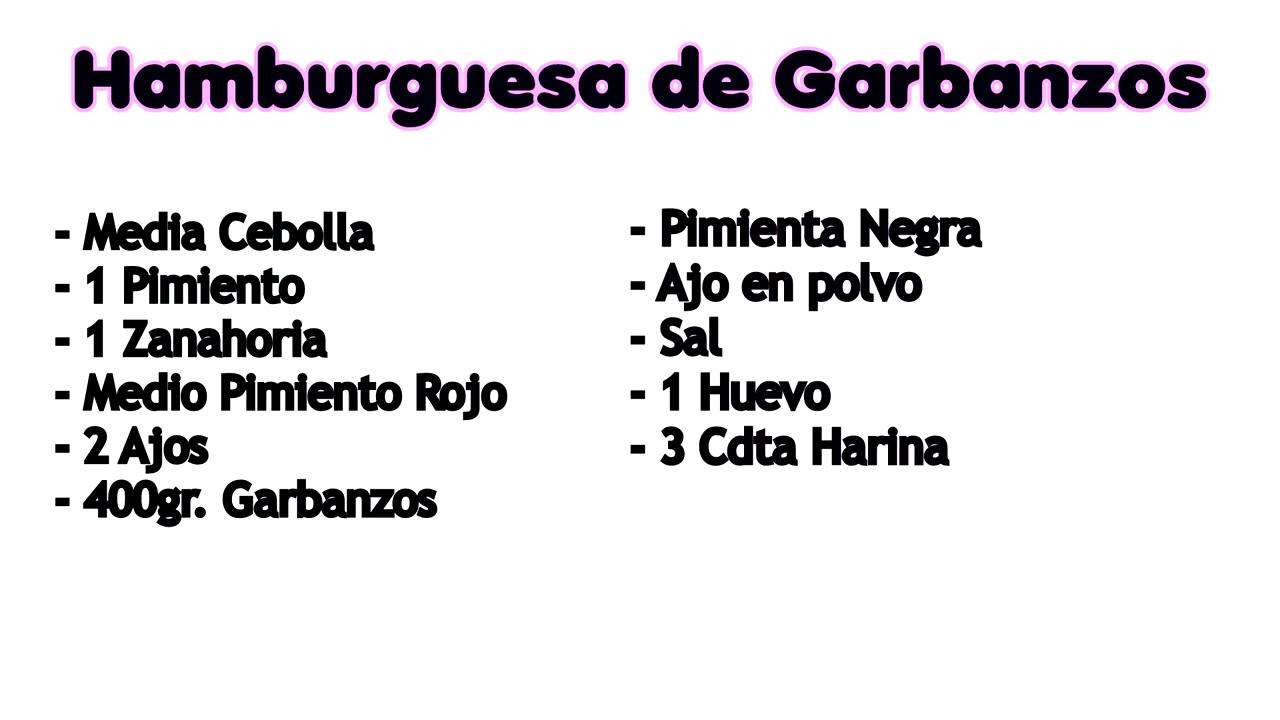 Hamburguesa de Garbanzos
- Media Cebolla
- 1 Pimiento
- 1 Zanahoria
- Medio Pimiento Rojo
- 2 Ajos
- 400gr. Garbanzos
- Pimienta Negra
- Ajo en polvo
- Sal
- 1 Huevo
- 3 Cdta Harina